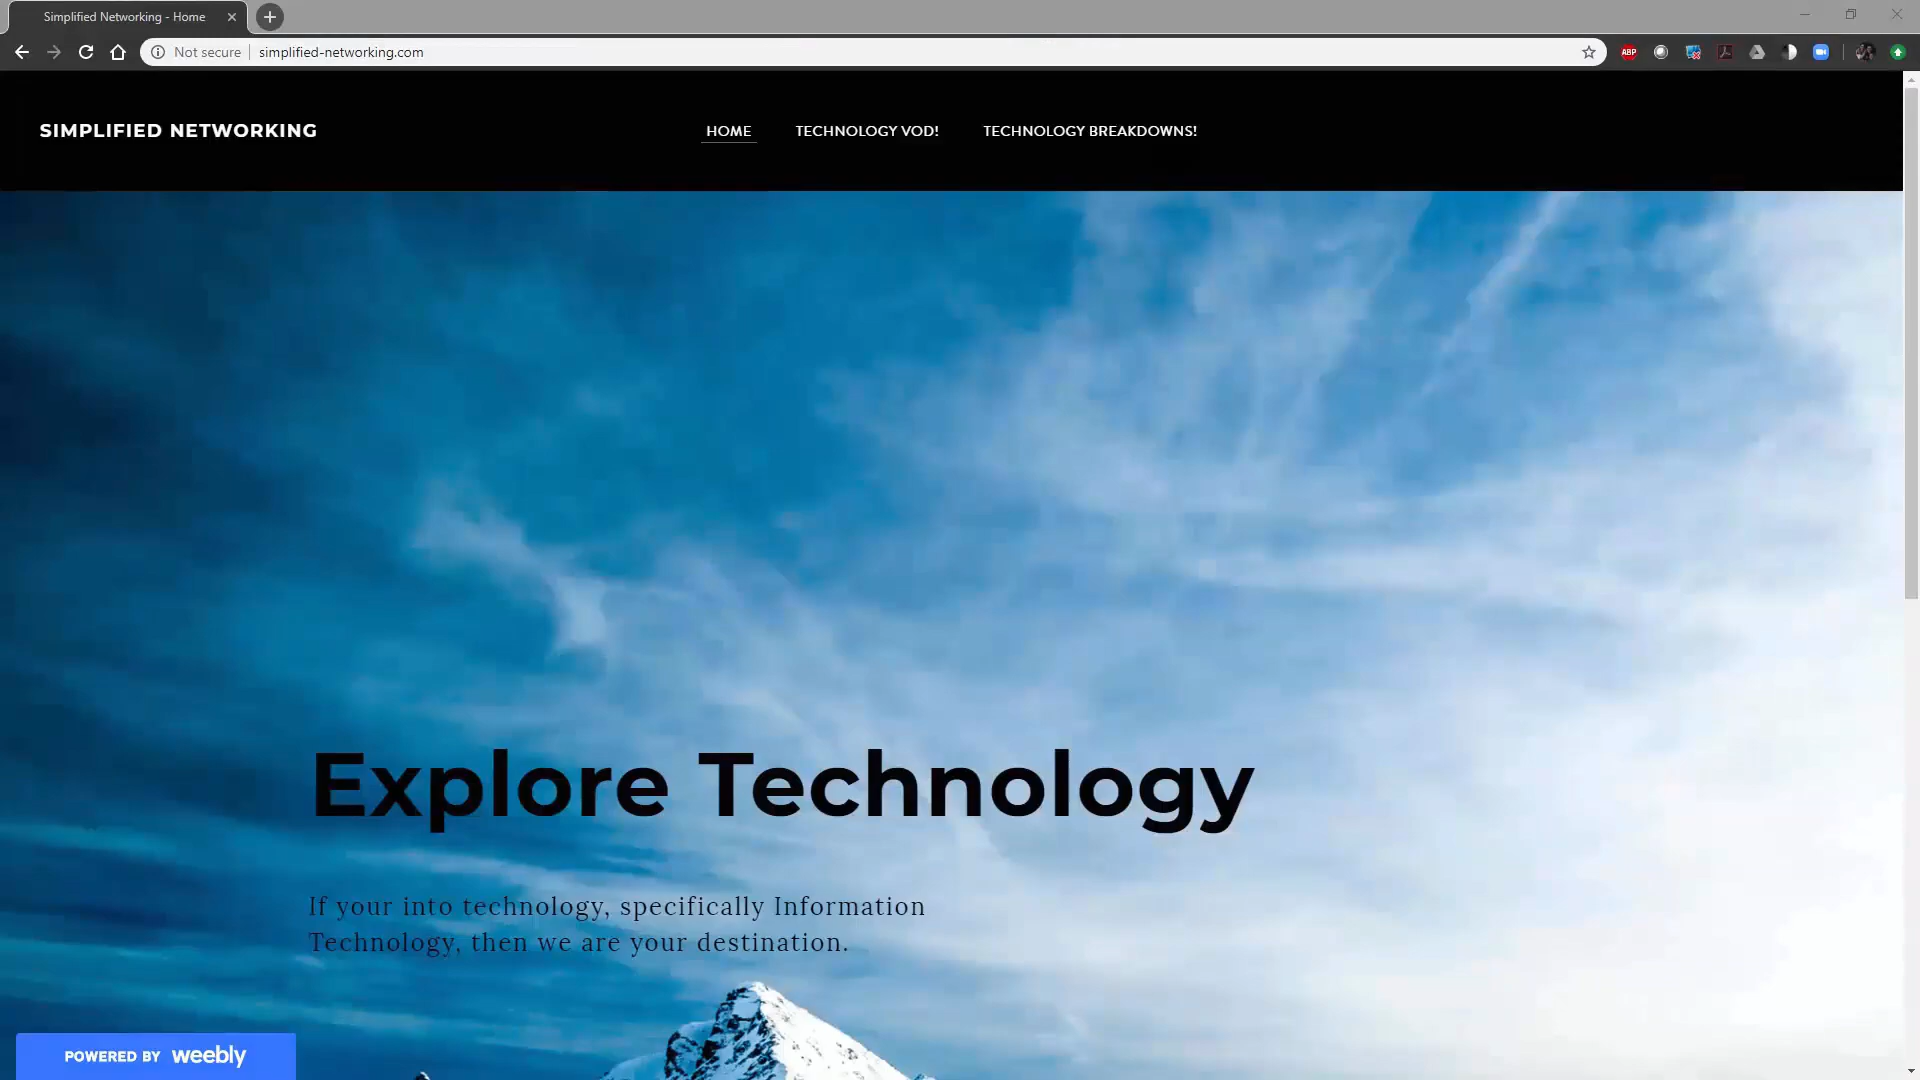 Simplified Networking - Home
Not secure
simplified-networking.com
ABP
SIMPLIFIED NETWORKING
HOME
TECHNOLOGY VOD!
TECHNOLOGY BREAKDOWNS!
Explore Technology
If your into technology, specifically Information
Technology, then we are your destination.
POWERED BY weebly